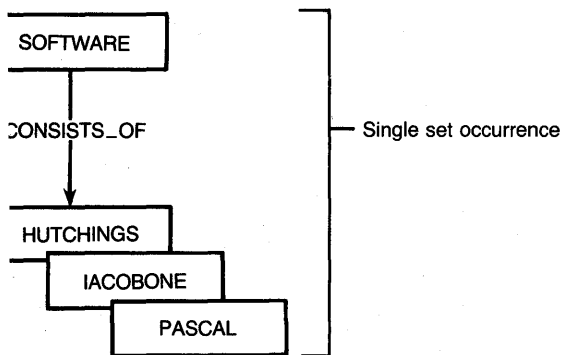 SOFTWARE
CONSISTS_OF
Single set occurrence
HUTCHINGS
IACOBONE
PASCAL